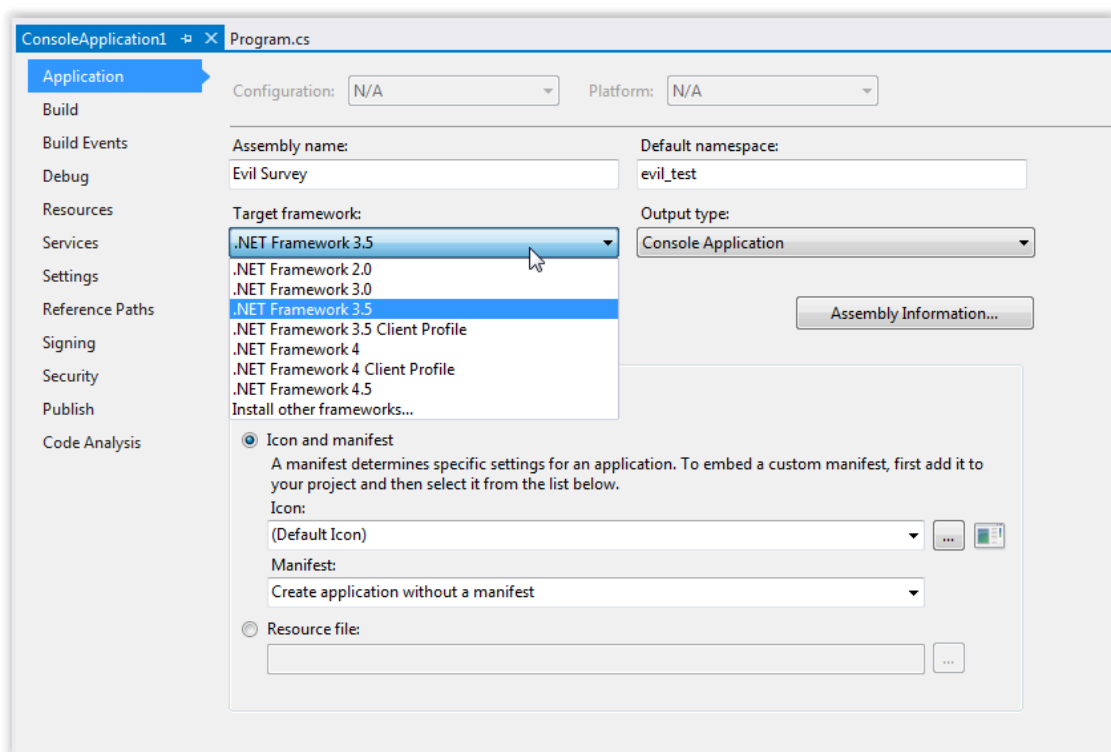 ConsoleApplication1 Program.cs
Application
Configuration: N/A Platform: N/A
Build
Build Events
Assembly name: Default namespace:
Debug
Evil Survey evil_test
Resources
Target framework: Output type:
Services
.NET Framework 3.5 Console Application
Settings
.NET Framework 2.0
.NET Framework 3.0
Reference Paths
.NET Framework 3.5
Assembly Information...
.NET Framework 3.5 Client Profile
Signing
.NET Framework 4
.NET Framework 4 Client Profile
Security
.NET Framework 4.5
Publish
Install other frameworks...
Code Analysis
Icon and manifest
A manifest determines specific settings for an application. To embed a custom manifest, first add it to
your project and then select it from the list below.
Icon:
(Default Icon) ...
Manifest:
Create application without a manifest
Resource file:
...